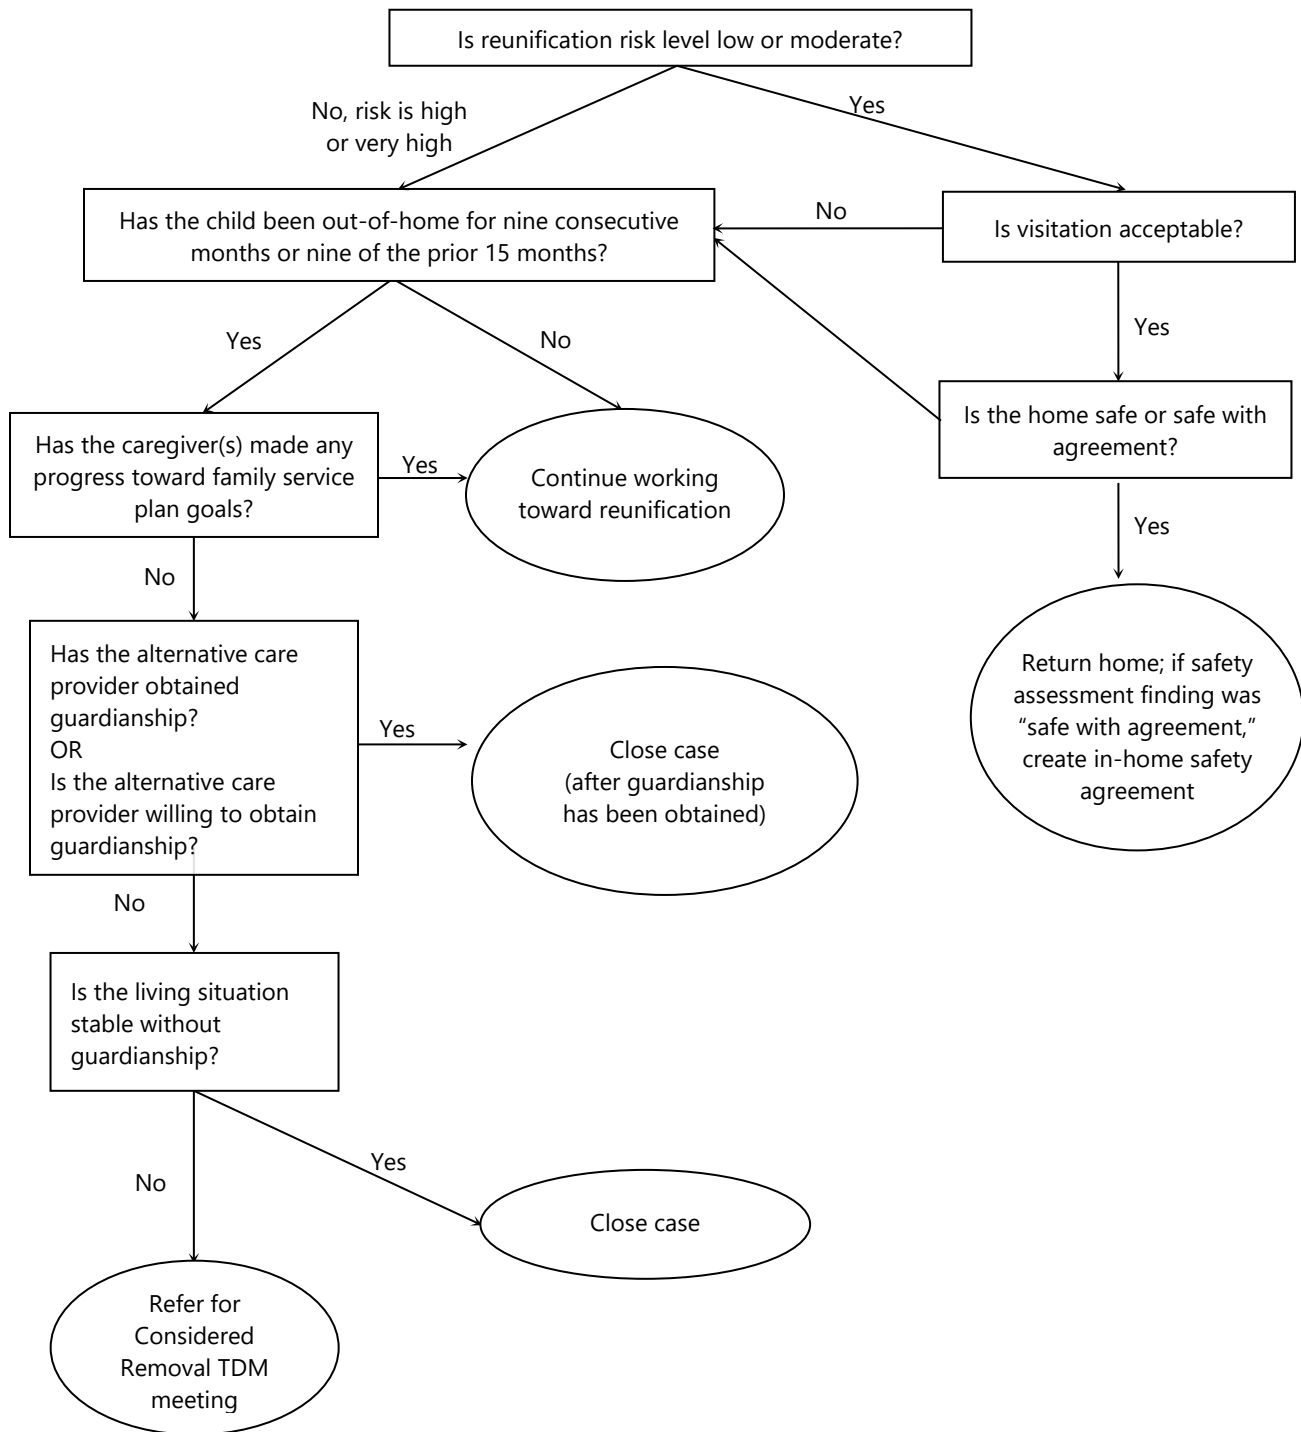 Is reunification risk level low or moderate?
No, risk is high
or very high
Yes
Has the child been out-of-home for nine consecutive
months or nine of the prior 15 months?
No
Is visitation acceptable?
Yes
No
Yes
Is the home safe or safe with
agreement?
Has the caregiver(s) made any
progress toward family service
plan goals?
Yes
Continue working
toward reunification
Yes
No
Return home; if safety
assessment finding was
“safe with agreement,”
create in-home safety
agreement
Has the alternative care
provider obtained
guardianship?
OR
Is the alternative care
provider willing to obtain
guardianship?
Yes
Close case
(after guardianship
has been obtained)
No
Is the living situation
stable without
guardianship?
No
Yes
Close case
Refer for
Considered
Removal TDM
meeting